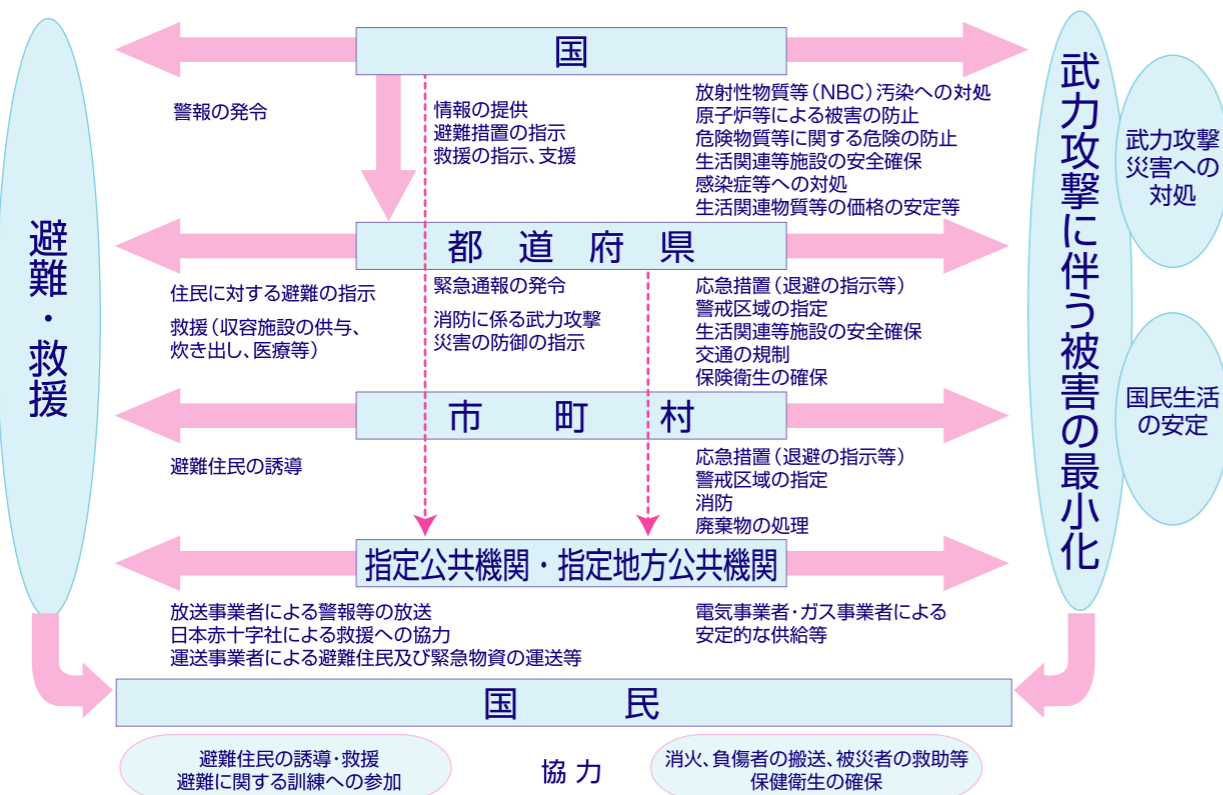 国
警報の発令
情報の提供
避難措置の指示
救援の指示、支援
放射性物質等(NBC)汚染への対処
原子炉等による被害の防止
危険物質等に関する危険の防止
生活関連等施設の安全確保
感染症等への対処
生活関連物質等の価格の安定等
避難・救援
武力攻撃に伴う被害の最小化
武力攻撃
災害への
対処
国民生活
の安定
都道府県
住民に対する避難の指示
救援(収容施設の供与、
炊き出し、医療等)
緊急通報の発令
消防に係る武力攻撃
災害の防御の指示
応急措置(退避の指示等)
警戒区域の指定
生活関連等施設の安全確保
交通の規制
保険衛生の確保
市町村
避難住民の誘導
応急措置(退避の指示等)
警戒区域の指定
消防
廃棄物の処理
指定公共機関・指定地方公共機関
放送事業者による警報等の放送
日本赤十字社による救援への協力
運送事業者による避難住民及び緊急物資の運送等
電気事業者・ガス事業者による
安定的な供給等
国民
避難住民の誘導・救援
避難に関する訓練への参加
協力
消火、負傷者の搬送、被災者の救助等
保健衛生の確保